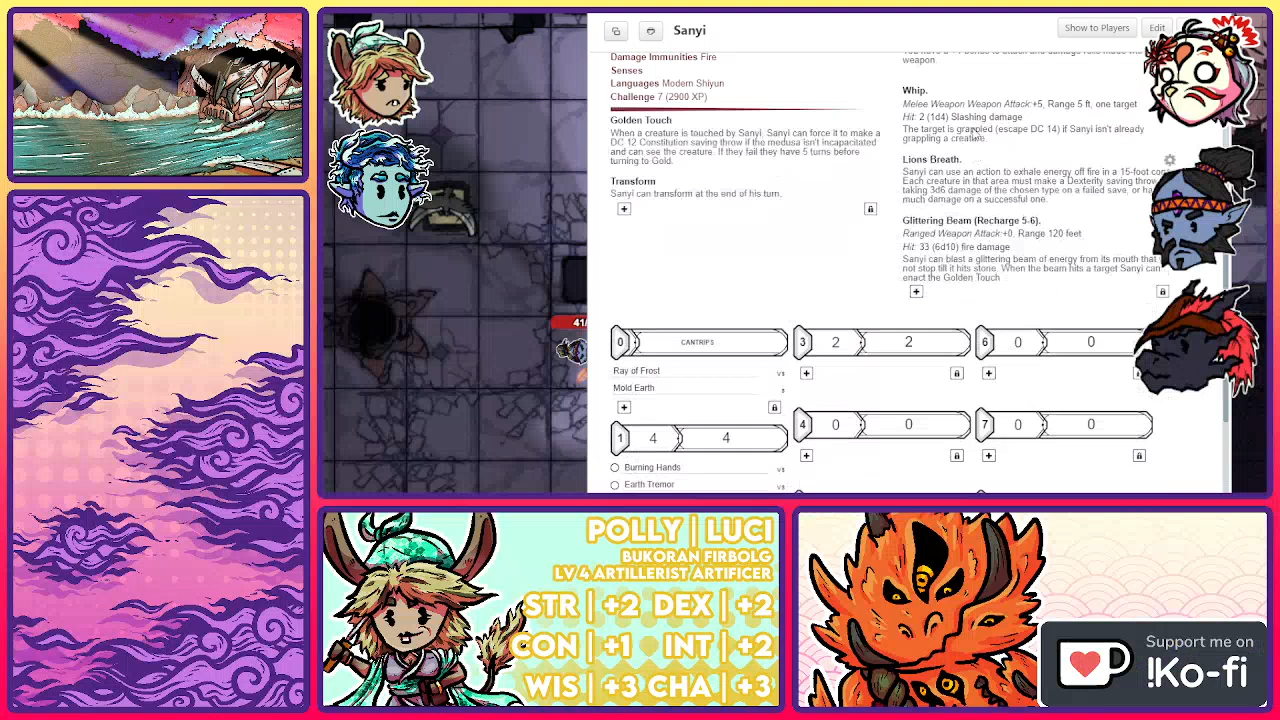 Sanyi
Show to Players
Edit
Damage Immunities Fire
Senses
Languages Modern Shiyun
Challenge 7 (2900 XP)
Golden Touch
When a creature is touched by Sanyi, Sanyi can force it to make a
DC 12 Constitution saving throw if the medusa isn't incapacitated
and can see the creature. If they fail they have 5 turns before
turning to Gold.
Transform
Sanyi can transform at the end of his turn.
+
weapon.
Whip.
Melee Weapon Weapon Attack:+5, Range 5 ft, one target
Hit: 2 (1d4) Slashing damage
The target is grappled (escape DC 14) if Sanyi isn't already
grappling a creature.
Lions Breath.
Sanyi can use an action to exhale energy off fire in a 15-foot
Each creature in that area must make a Dexterity saving throw
taking 3d6 damage of the chosen type on a failed save, or
much damage on a successful one.
Glittering Beam (Recharge 5-6).
Ranged Weapon Attack:+0, Range 120 feet
Hit: 33 (6d10) fire damage
Sanyi can blast a glittering beam of energy from its mouth that
not stop till it hits stone. When the beam hits a target Sanyi can
enact the Golden Touch
+
41/
0 CANTRIPS
Ray of Frost
Mold Earth
+
1 4 4
Burning Hands
Earth Tremor
3 2 2
+
4 0 0
+
6 0 0
+
7 0 0
+
POLLY | LUCI
BUKORAN FIRBOLG
LV 4 ARTILLERIST ARTIFICER
STR | +2 DEX | +2
CON | +1 INT | +2
WIS | +3 CHA | +3
Support me on
!Ko-fi